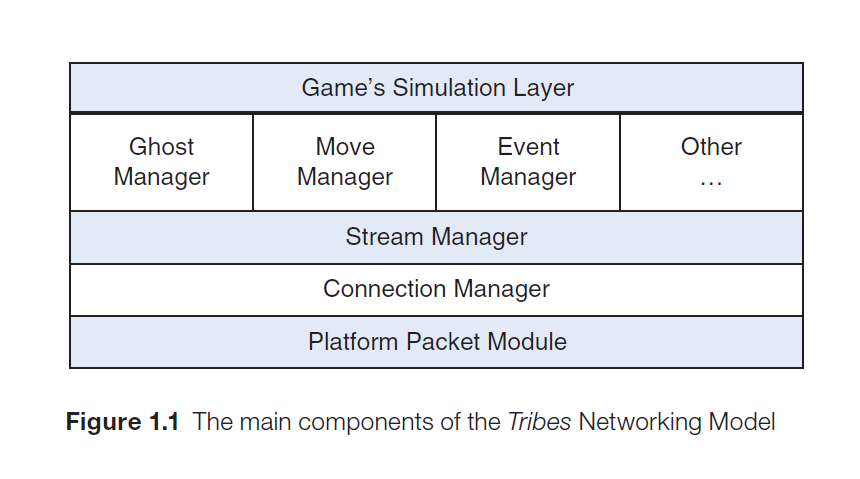 Game’s Simulation Layer
Ghost
Manager
Move
Manager
Event
Manager
Other
...
Stream Manager
Connection Manager
Platform Packet Module
Figure 1.1 The main components of the Tribes Networking Model